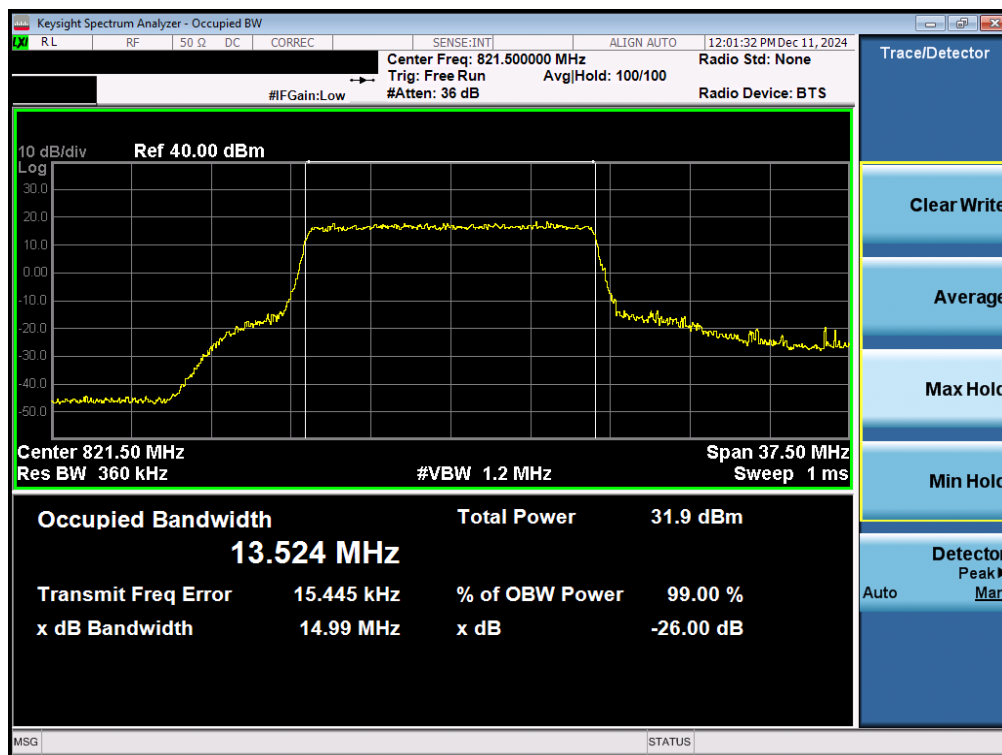 Keysight Spectrum Analyzer - Occupied BW
LXI RL RF 50 Ω DC CORREC SENSE:INT ALIGN AUTO 12:01:32 PM Dec 11, 2024
Center Freq: 821.500000 MHz Radio Std: None
Trig: Free Run Avg|Hold: 100/100
#IFGain:Low #Atten: 36 dB Radio Device: BTS
10 dB/div Ref 40.00 dBm
Log
30.0
20.0
10.0
0.00
-10.0
-20.0
-30.0
-40.0
-50.0
Center 821.50 MHz Span 37.50 MHz
Res BW 360 kHz #VBW 1.2 MHz Sweep 1 ms
Occupied Bandwidth Total Power 31.9 dBm
13.524 MHz
Transmit Freq Error 15.445 kHz % of OBW Power 99.00 %
x dB Bandwidth 14.99 MHz x dB -26.00 dB
MSG STATUS
Trace/Detector
Clear Write
Average
Max Hold
Min Hold
Detector
Peak
Auto Man